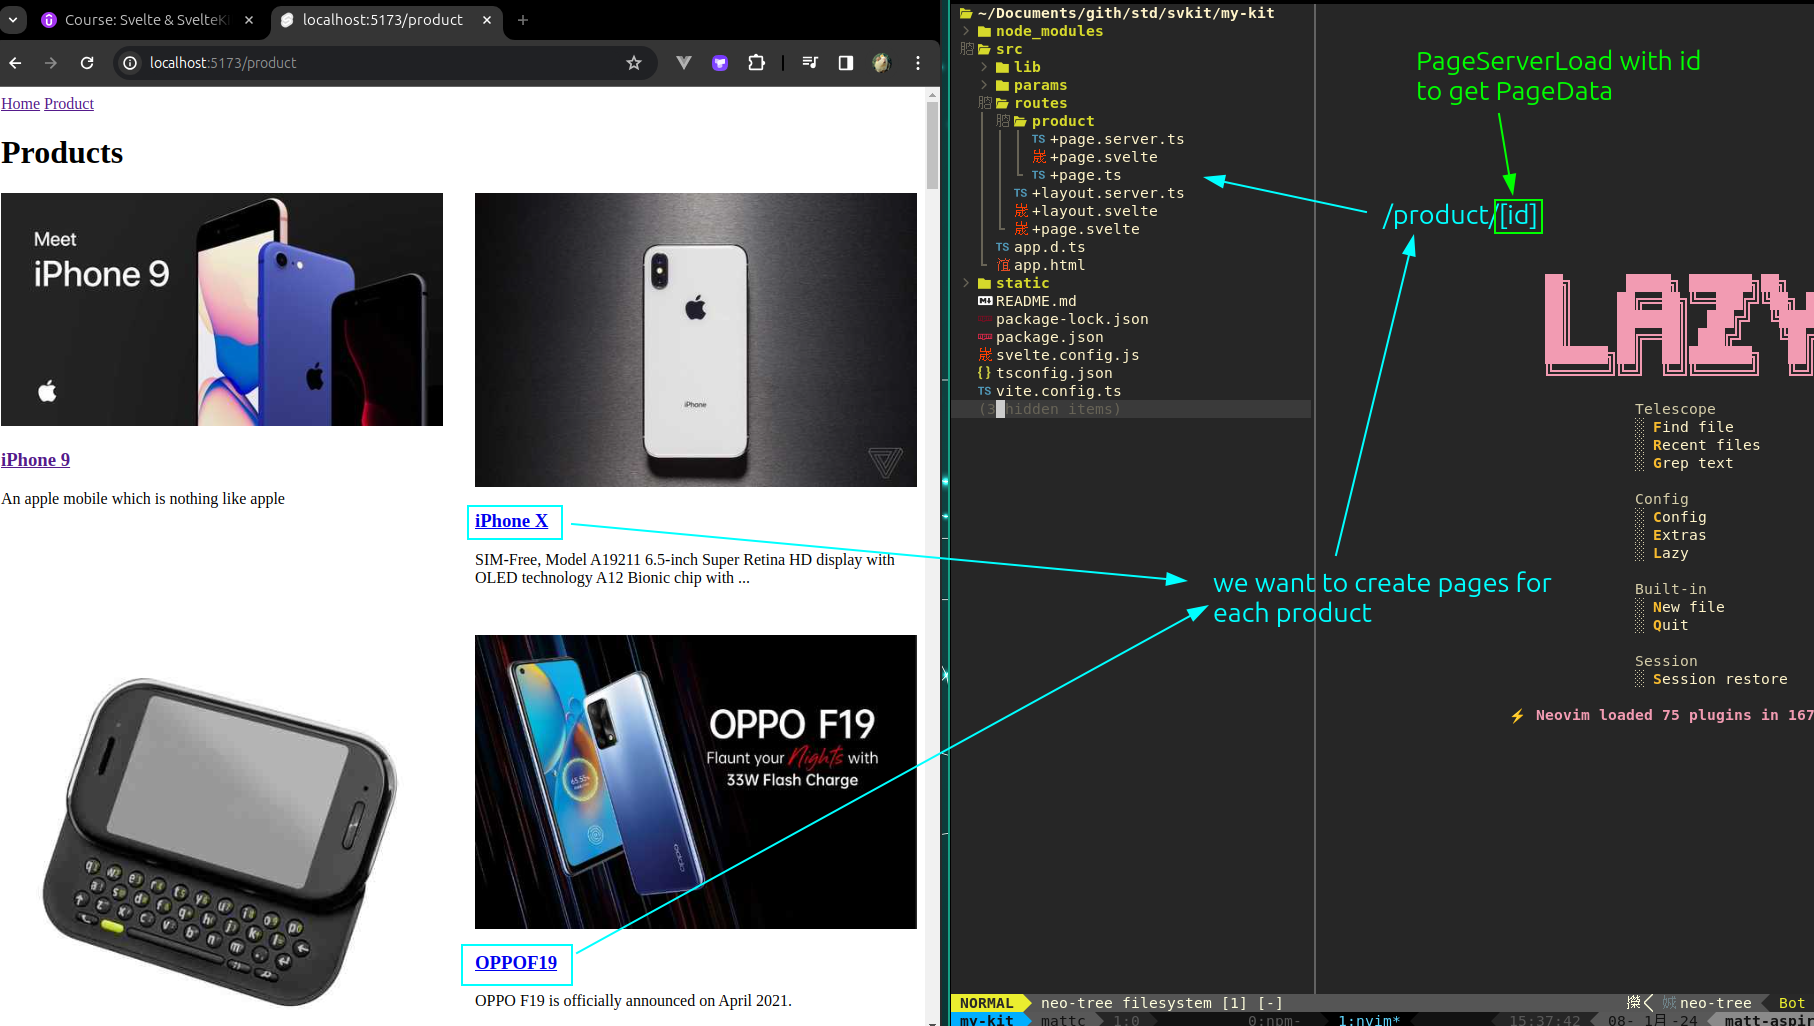 Course: Svelte & SvelteK
localhost:5173/product
localhost:5173/product
Home Product
Products
Meet
iPhone 9
iPhone
iPhone 9
An apple mobile which is nothing like apple
iPhone X
SIM-Free, Model A19211 6.5-inch Super Retina HD display with
OLED technology A12 Bionic chip with ...
OPPO F19
Flaunt your Nights with
33W Flash Charge
oppo
OPPOF19
OPPO F19 is officially announced on April 2021.
~/Documents/gith/std/svkit/my-kit
node_modules
src
lib
params
routes
product
TS +page.server.ts
+page.svelte
TS +page.ts
TS +layout.server.ts
+layout.svelte
+page.svelte
TS app.d.ts
app.html
static
README.md
package-lock.json
package.json
svelte.config.js
{} tsconfig.json
TS vite.config.ts
(3 hidden items)
PageServerLoad with id
to get PageData
/product/[id]
we want to create pages for
each product
LAZY
Telescope
Find file
Recent files
Grep text
Config
Config
Extras
Lazy
Built-in
New file
Quit
Session
Session restore
Neovim loaded 75 plugins in 167
NORMAL neo-tree filesystem [1] [-]
neo-tree Bot
my-kit mattc 1:0 0:npm- 1:nvim* 15:37:42 08- 1月-24 matt-aspir